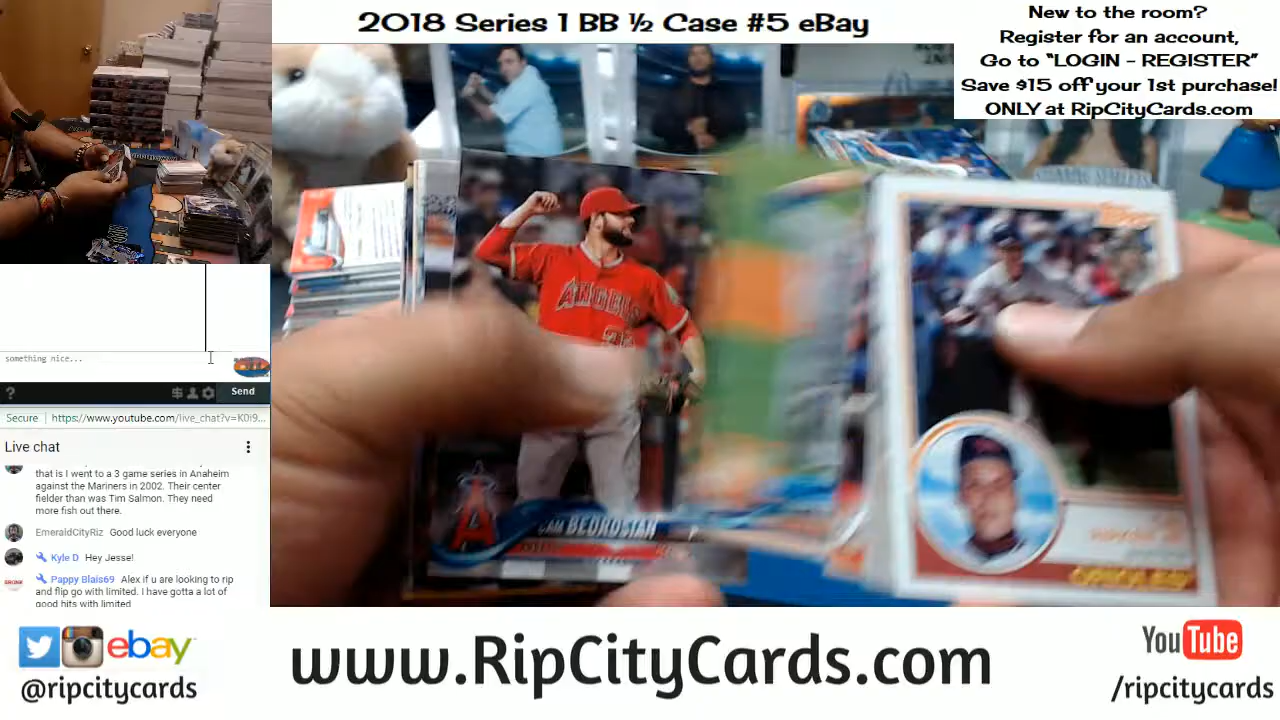 2018 Series 1 BB ½ Case #5 eBay
New to the room?
Register for an account,
Go to "LOGIN - REGISTER"
Save $15 off your 1st purchase!
ONLY at RipCityCards.com
ANGELS
CAM BEDROSIAN
something nice...
?
Send
Secure
https://www.youtube.com/live_chat?v=K0i9...
Live chat
that is I went to a 3 game series in Anaheim
against the Mariners in 2002. Their center
fielder than was Tim Salmon. They need
more fish out there.
EmeraldCityRiz Good luck everyone
Kyle D Hey Jesse!
Pappy Blais69 Alex if u are looking to rip
and flip go with limited. I have gotta a lot of
good hits with limited
ebay
@ripcitycards
www.RipCityCards.com
YouTube
/ripcitycards